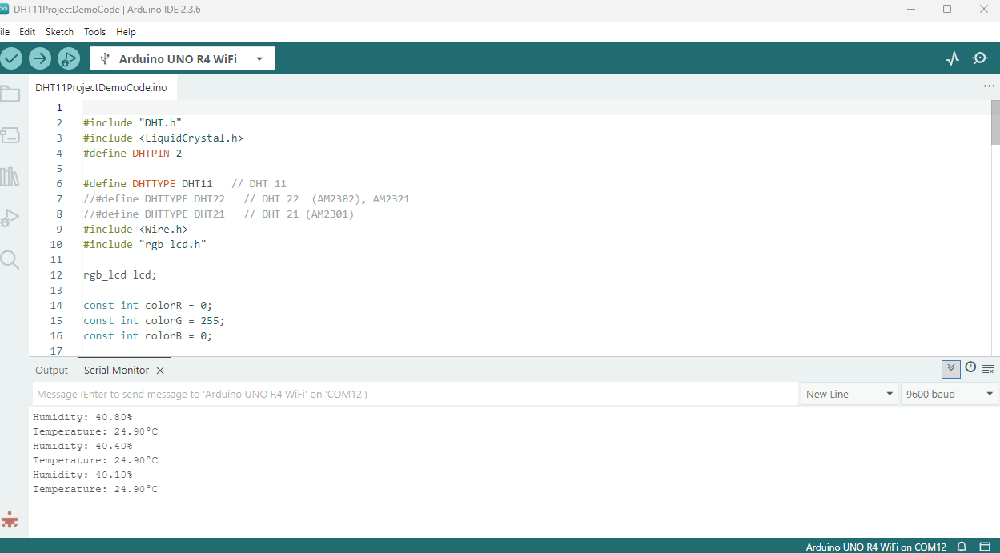 DHT11ProjectDemoCode | Arduino IDE 2.3.6
ile Edit Sketch Tools Help
Arduino UNO R4 WiFi
DHT11ProjectDemoCode.ino
1
2 #include "DHT.h"
3 #include <LiquidCrystal.h>
4 #define DHTPIN 2
5
6 #define DHTTYPE DHT11   // DHT 11
7 //#define DHTTYPE DHT22   // DHT 22  (AM2302), AM2321
8 //#define DHTTYPE DHT21   // DHT 21 (AM2301)
9 #include <Wire.h>
10 #include "rgb_lcd.h"
11
12 rgb_lcd lcd;
13
14 const int colorR = 0;
15 const int colorG = 255;
16 const int colorB = 0;
17
Output Serial Monitor
Message (Enter to send message to 'Arduino UNO R4 WiFi' on 'COM12') New Line 9600 baud
Humidity: 40.80%
Temperature: 24.90°C
Humidity: 40.40%
Temperature: 24.90°C
Humidity: 40.10%
Temperature: 24.90°C
Arduino UNO R4 WiFi on COM12